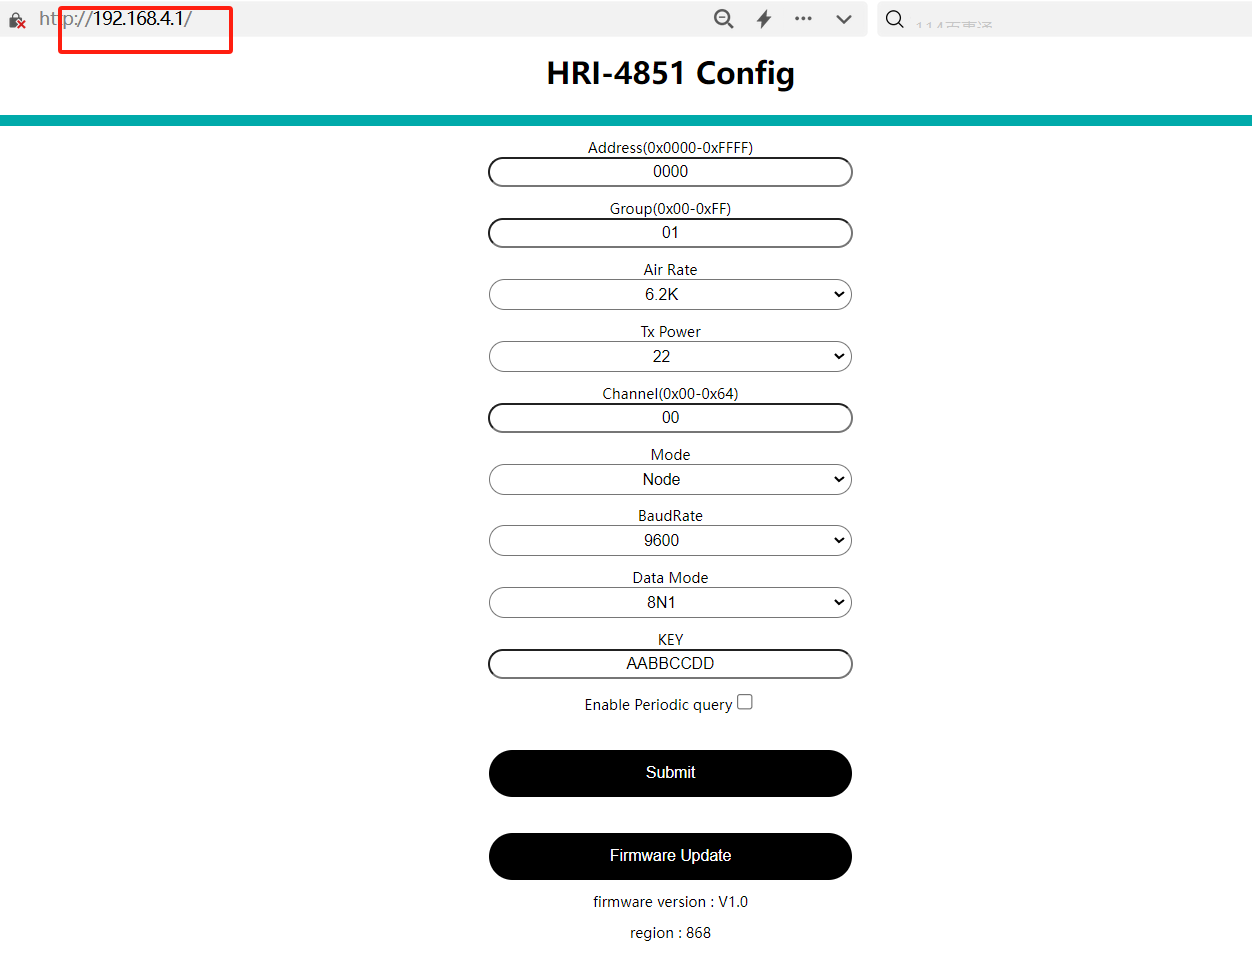 http://192.168.4.1/
HRI-4851 Config
Address(0x0000-0xFFFF)
0000
Group(0x00-0xFF)
01
Air Rate
6.2K
Tx Power
22
Channel(0x00-0x64)
00
Mode
Node
BaudRate
9600
Data Mode
8N1
KEY
AABBCCDD
Enable Periodic query
Submit
Firmware Update
firmware version : V1.0
region : 868